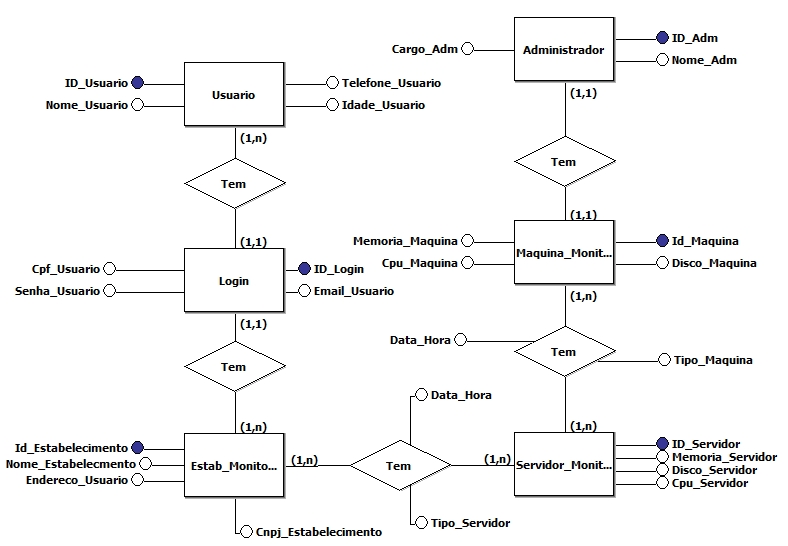 Cargo_Adm
Administrador
ID_Adm
Nome_Adm
(1,1)
ID_Usuario
Nome_Usuario
Usuario
Telefone_Usuario
Idade_Usuario
(1,n)
Tem
Tem
(1,1)
(1,1)
Memoria_Maquina
Cpu_Maquina
Maquina_Monit...
Id_Maquina
Disco_Maquina
(1,n)
Cpf_Usuario
Senha_Usuario
Login
ID_Login
Email_Usuario
(1,1)
Data_Hora
Tem
Tipo_Maquina
Tem
Data_Hora
(1,n)
(1,n)
Id_Estabelecimento
Nome_Estabelecmento
Endereco_Usuario
Estab_Monito...
(1,n)
Tem
(1,n)
Servidor_Monit...
ID_Servidor
Memoria_Servidor
Disco_Servidor
Cpu_Servidor
Cnpj_Estabelecimento
Tipo_Servidor